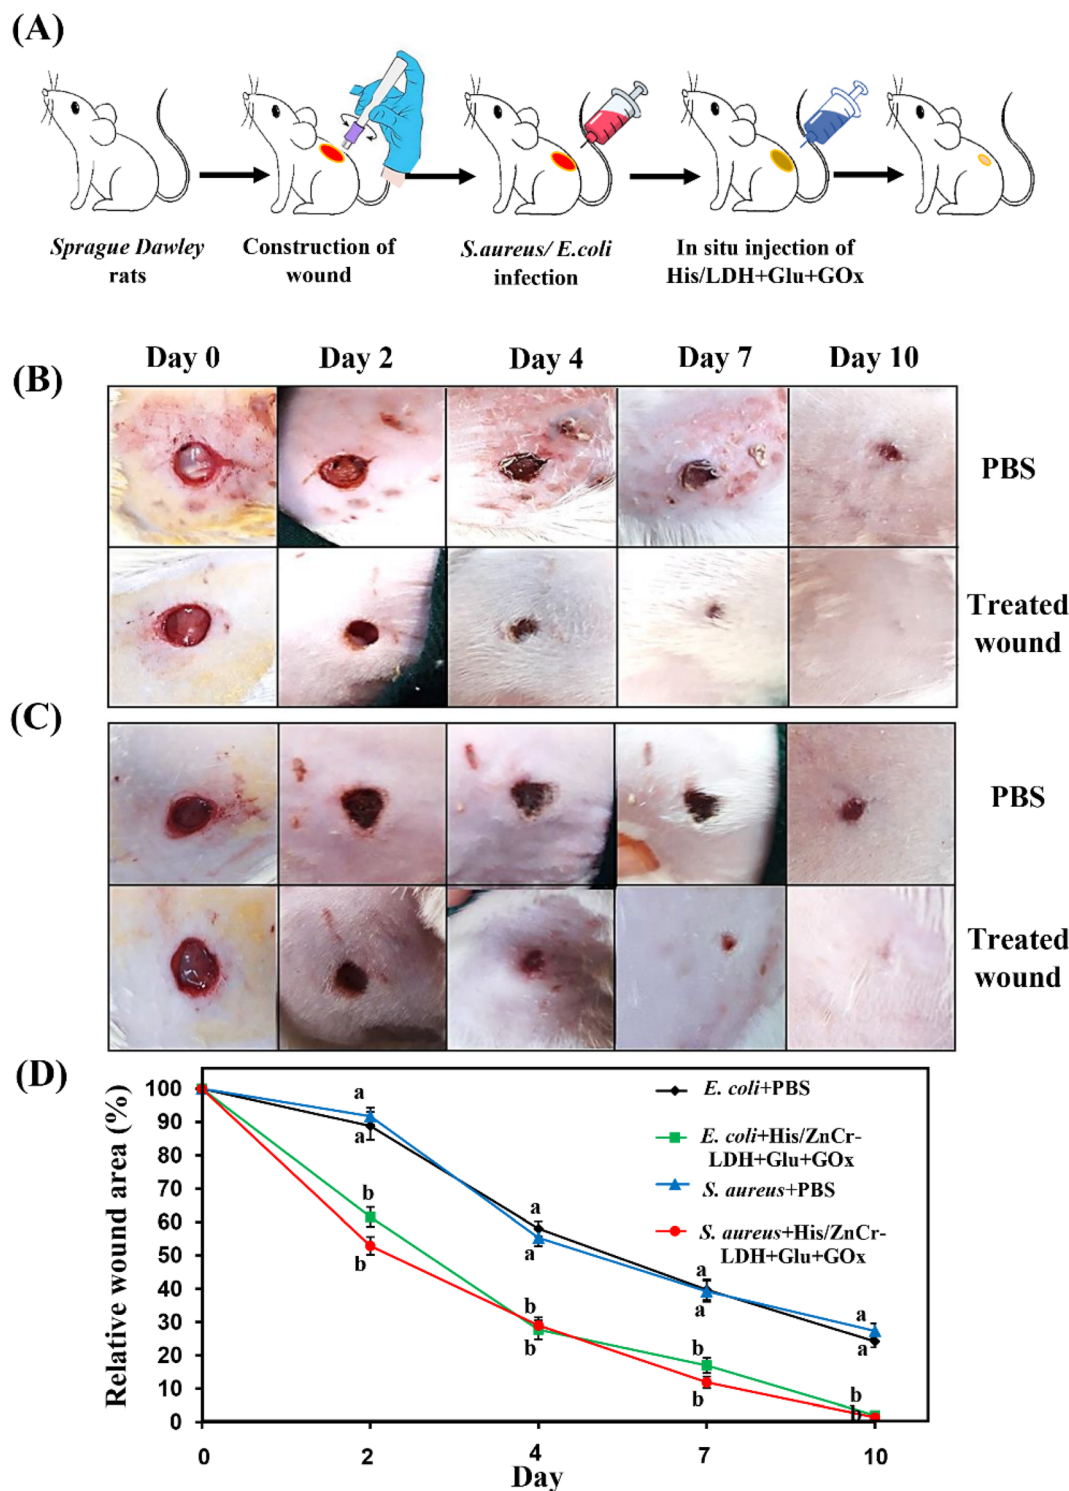 (A)
Sprague Dawley
rats
Construction of
wound
S.aureus/ E.coli
infection
In situ injection of
His/LDH+Glu+GOx
Day 0 Day 2 Day 4 Day 7 Day 10
(B)
PBS
Treated
wound
(C)
PBS
Treated
wound
(D)
Relative wound area (%)
100
90
80
70
60
50
40
30
20
10
0
a
a
b
b
a
a
b
b
a
a
b
b
a
a
b
b
E. coli+PBS
E. coli+His/ZnCr-
LDH+Glu+GOx
S. aureus+PBS
S. aureus+His/ZnCr-
LDH+Glu+GOx
0 2 4 7 10
Day